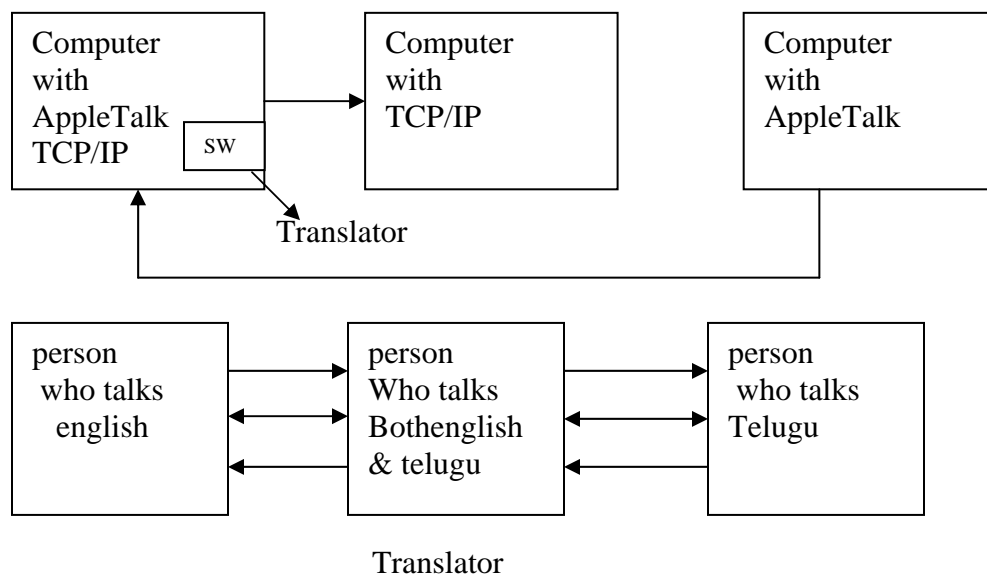 Computer
with
AppleTalk
TCP/IP
sw
Computer
with
TCP/IP
Computer
with
AppleTalk
Translator
person
who talks
english
person
Who talks
Bothenglish
& telugu
person
who talks
Telugu
Translator